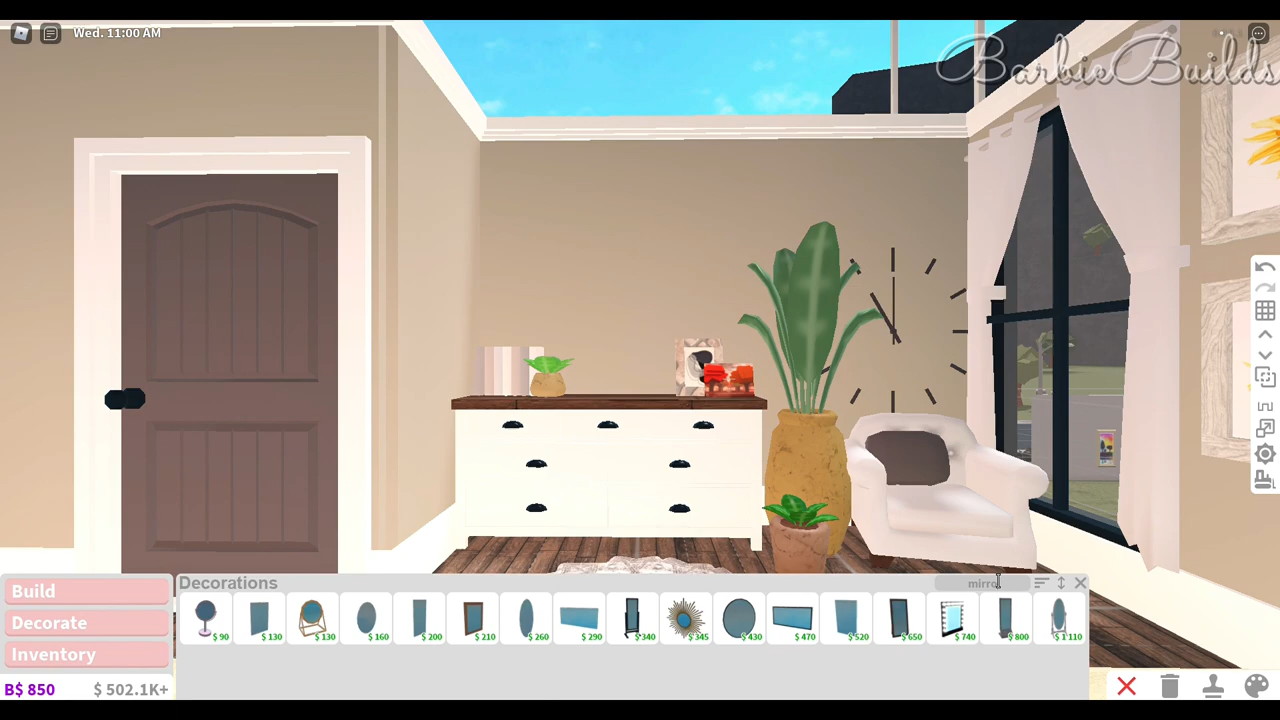 Wed. 11:00 AM
BarbieBuilds
Build
Decorate
Inventory
B$ 850
$ 502.1K+
Decorations
mirro
$ 90
$ 130
$ 130
$ 160
$ 200
$ 210
$ 260
$ 290
$ 340
$ 345
$ 430
$ 470
$ 520
$ 650
$ 740
$ 800
$ 1'110